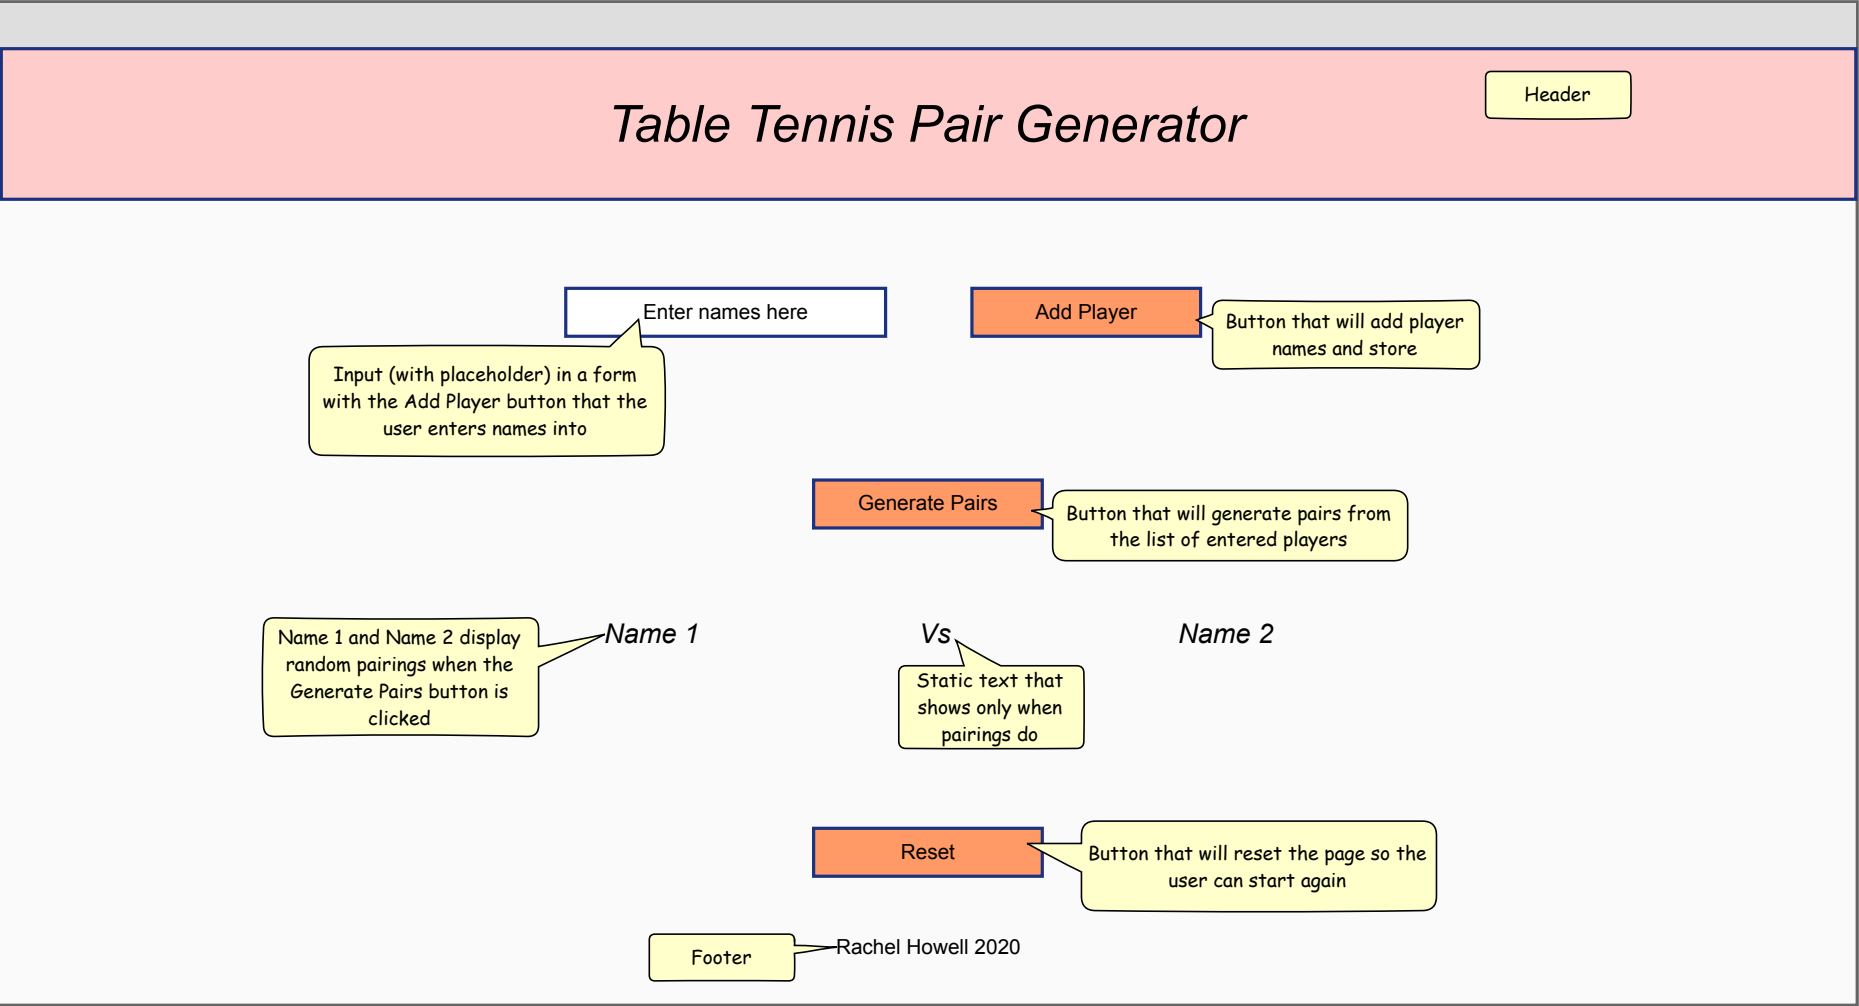 Table Tennis Pair Generator
Header
Enter names here
Add Player
Button that will add player
names and store
Input (with placeholder) in a form
with the Add Player button that the
user enters names into
Generate Pairs
Button that will generate pairs from
the list of entered players
Name 1 and Name 2 display
random pairings when the
Generate Pairs button is
clicked
Name 1
Vs
Name 2
Static text that
shows only when
pairings do
Reset
Button that will reset the page so the
user can start again
Footer
Rachel Howell 2020